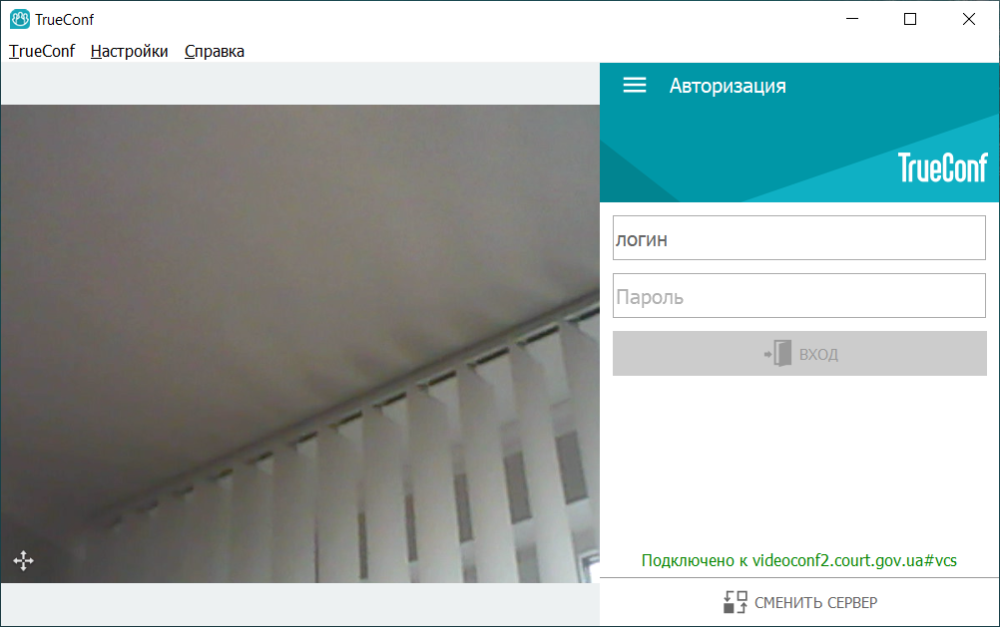 TrueConf
TrueConf Настройки Справка
Авторизация
TrueConf
логин
Пароль
ВХОД
Подключено к videoconf2.court.gov.ua#vcs
СМЕНИТЬ СЕРВЕР